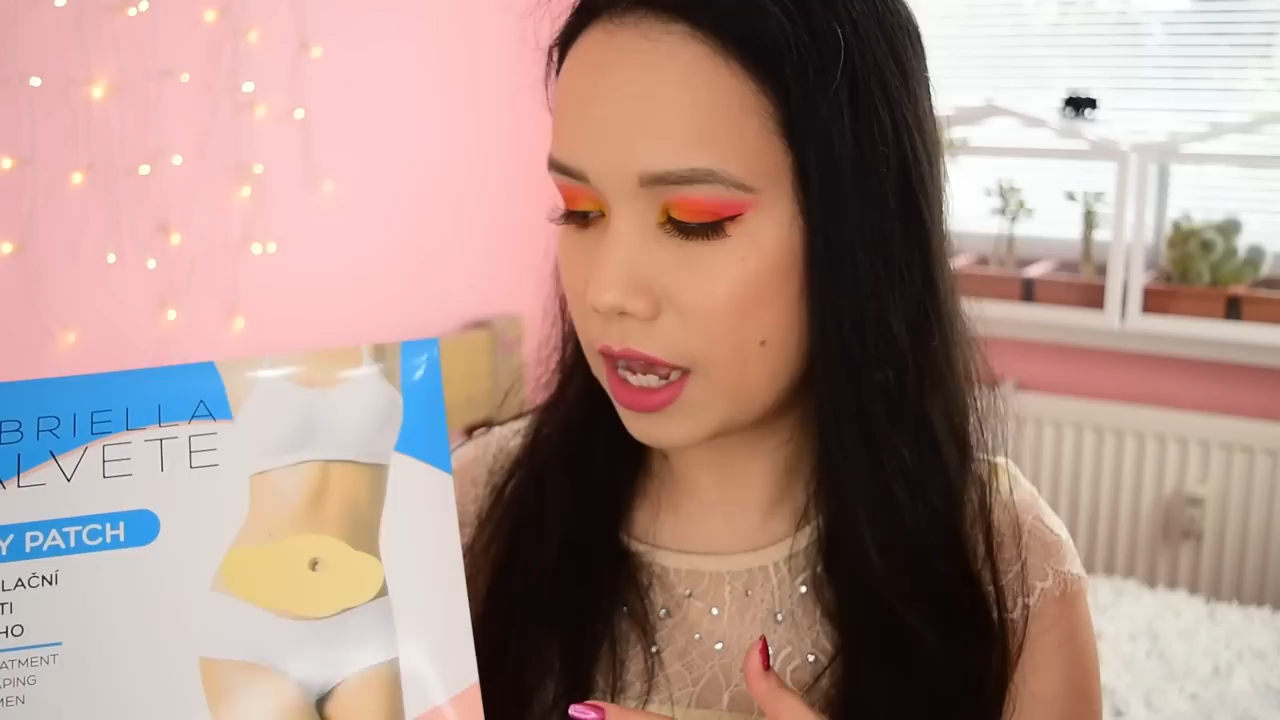 BRIELLA
ALVETE
Y PATCH
LAČNÍ
TI
HO
ATMENT
APING
MEN